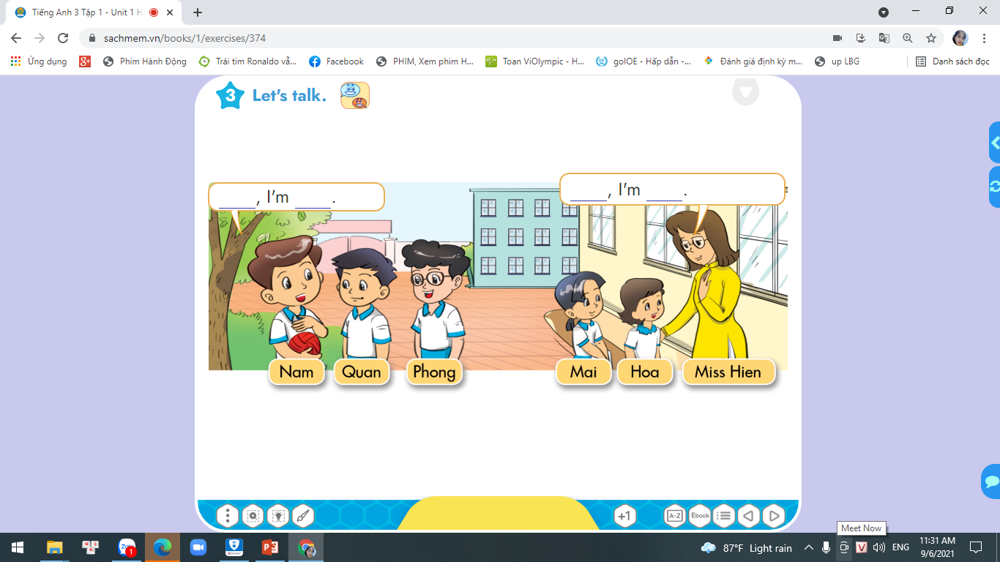 Tiếng Anh 3 Tập 1 - Unit 1 H
sachmem.vn/books/1/exercises/374
Ứng dụng
Phim Hành Động
Trái tim Ronaldo vẫ...
Facebook
PHIM, Xem phim H...
Toan ViOlympic - H...
goIOE - Hấp dẫn -...
Đánh giá định kỳ m...
up LBG
Danh sách đọc
3 Let's talk.
____, I'm ____.
____, I'm ____.
Nam
Quan
Phong
Mai
Hoa
Miss Hien
+1
A-Z
Ebook
Meet Now
1
87°F Light rain
ENG
11:31 AM
9/6/2021